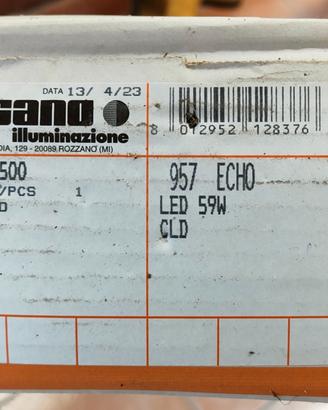 DATA 13/ 4/23
sano
illuminazione
DIA, 129 - 20089 ROZZANO (MI)
8 012952 128376
500
/PCS 1
D
957 ECHO
LED 59W
CLD